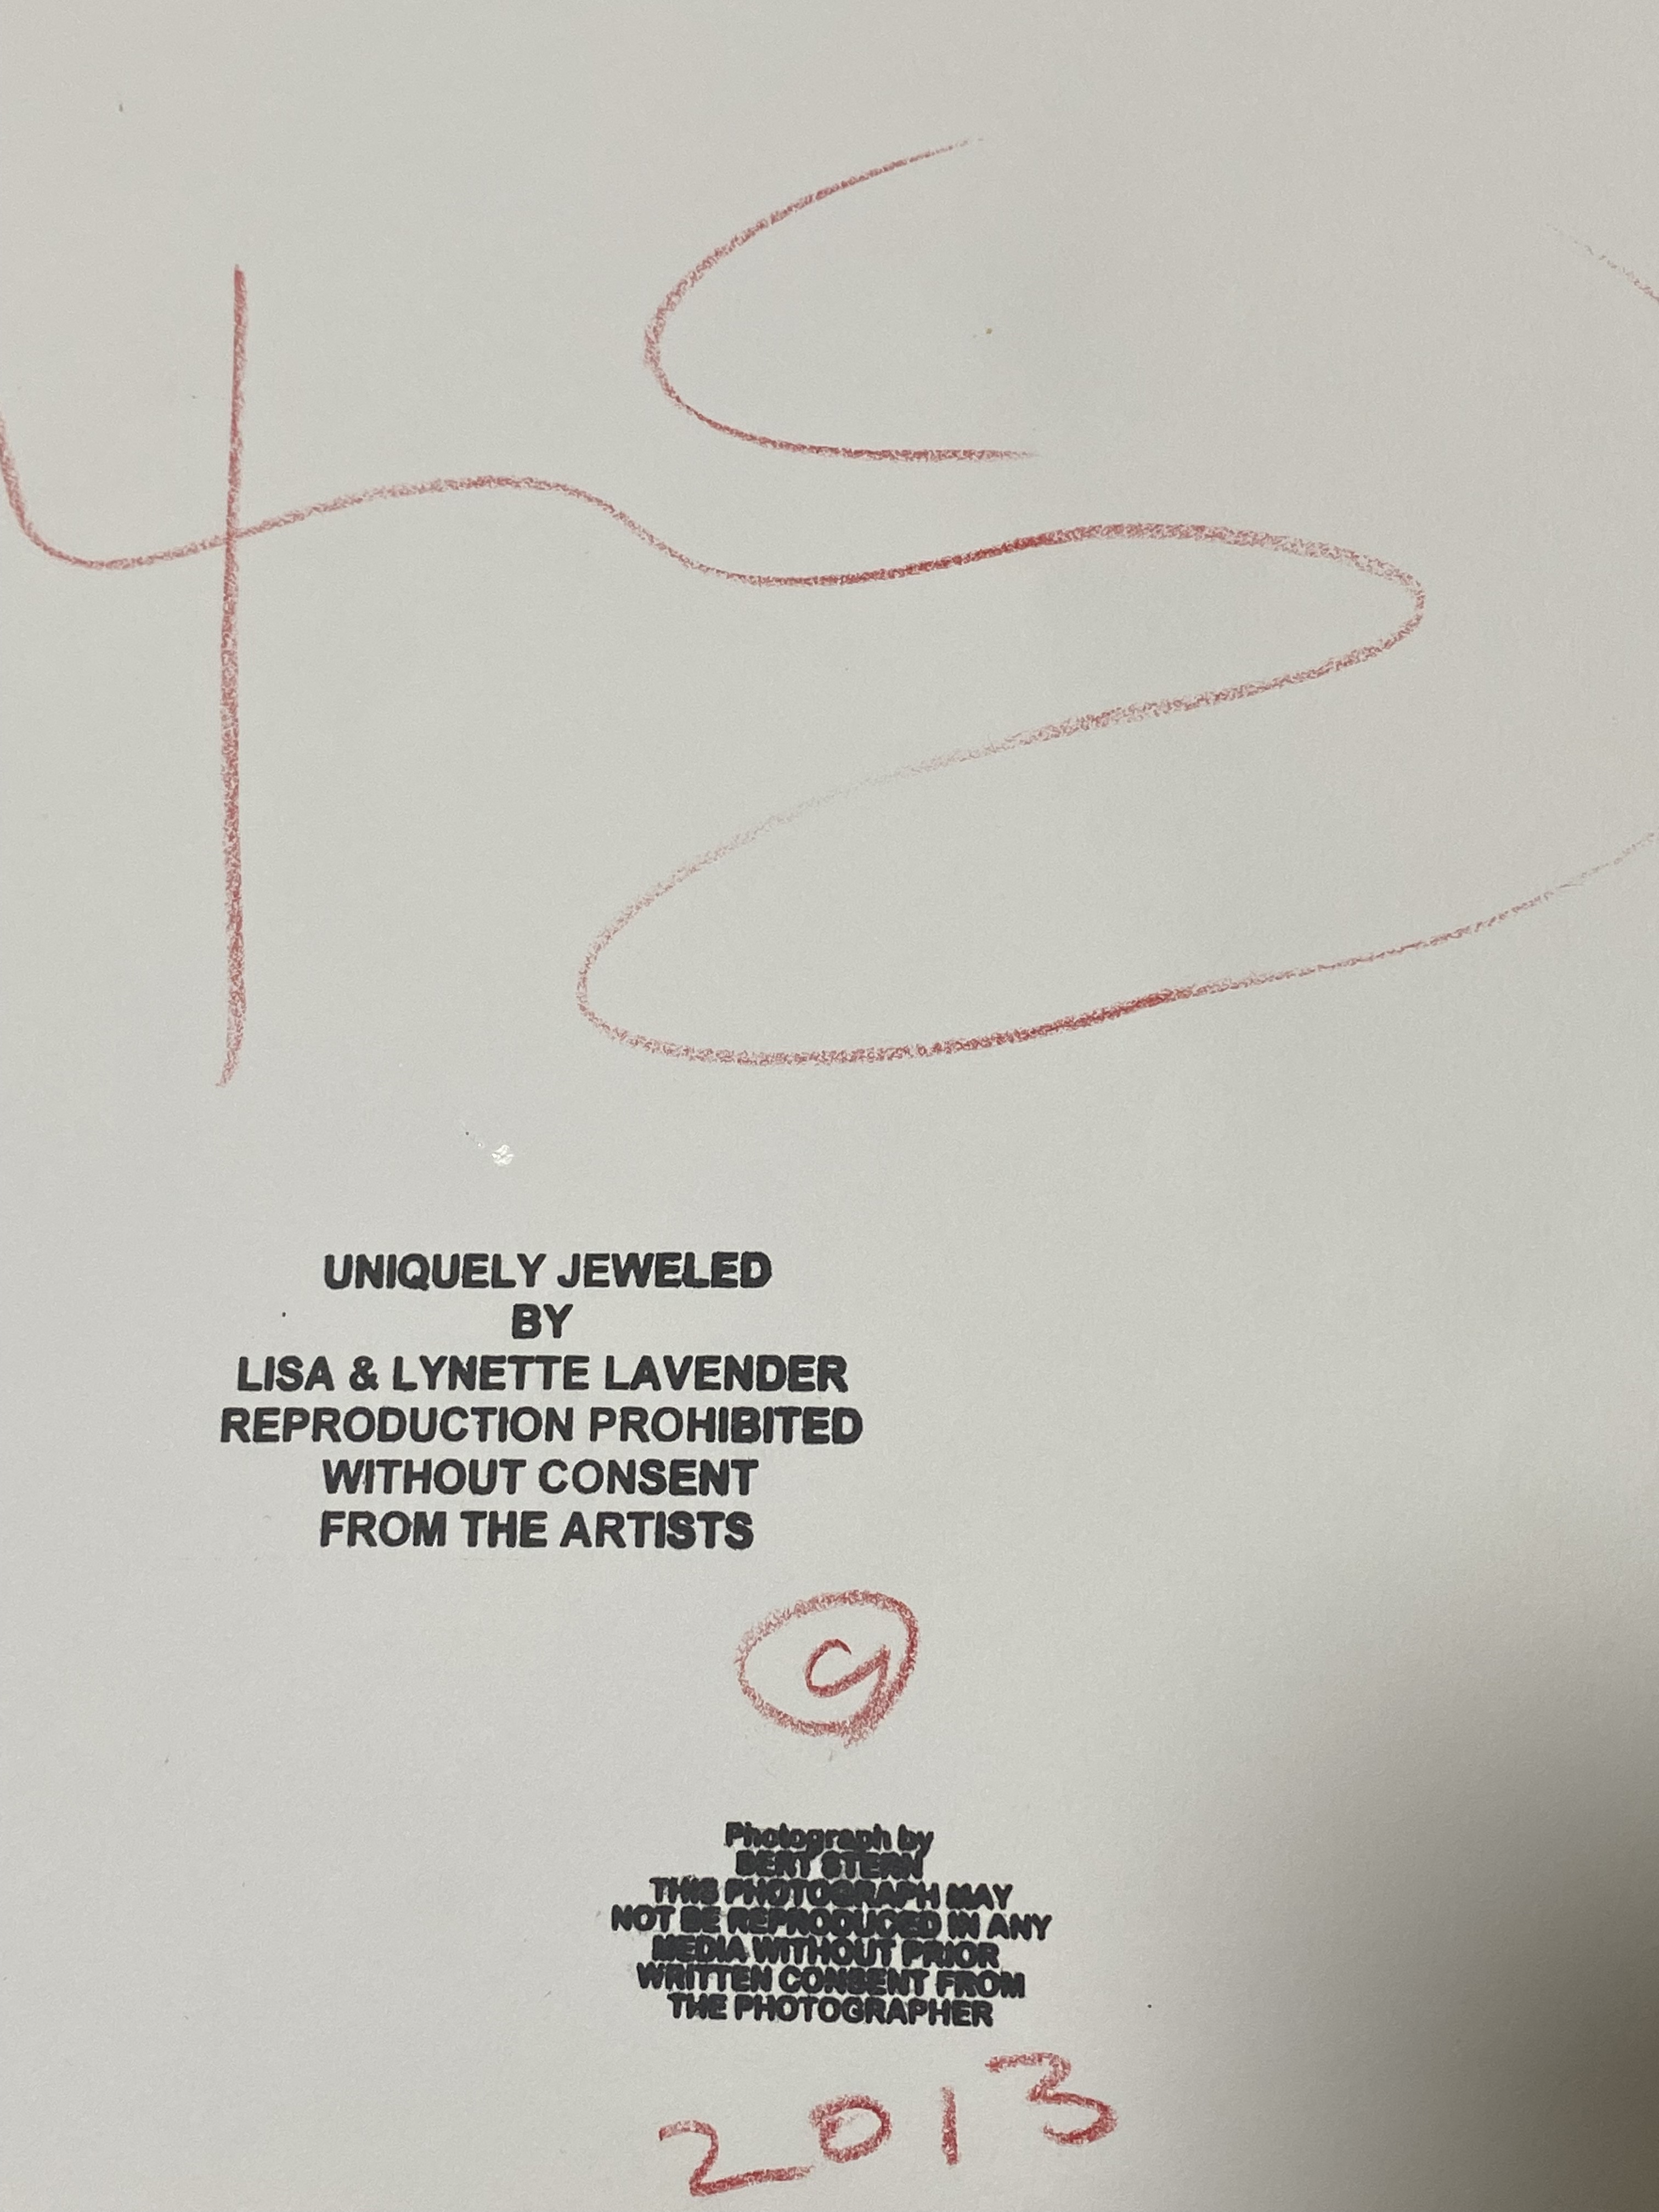 UNIQUELY JEWELED
BY
LISA & LYNETTE LAVENDER
REPRODUCTION PROHIBITED
WITHOUT CONSENT
FROM THE ARTISTS
©
Photograph by
BERT STERN
THIS PHOTOGRAPH MAY
NOT BE REPRODUCED IN ANY
MEDIA WITHOUT PRIOR
WRITTEN CONSENT FROM
THE PHOTOGRAPHER
2013